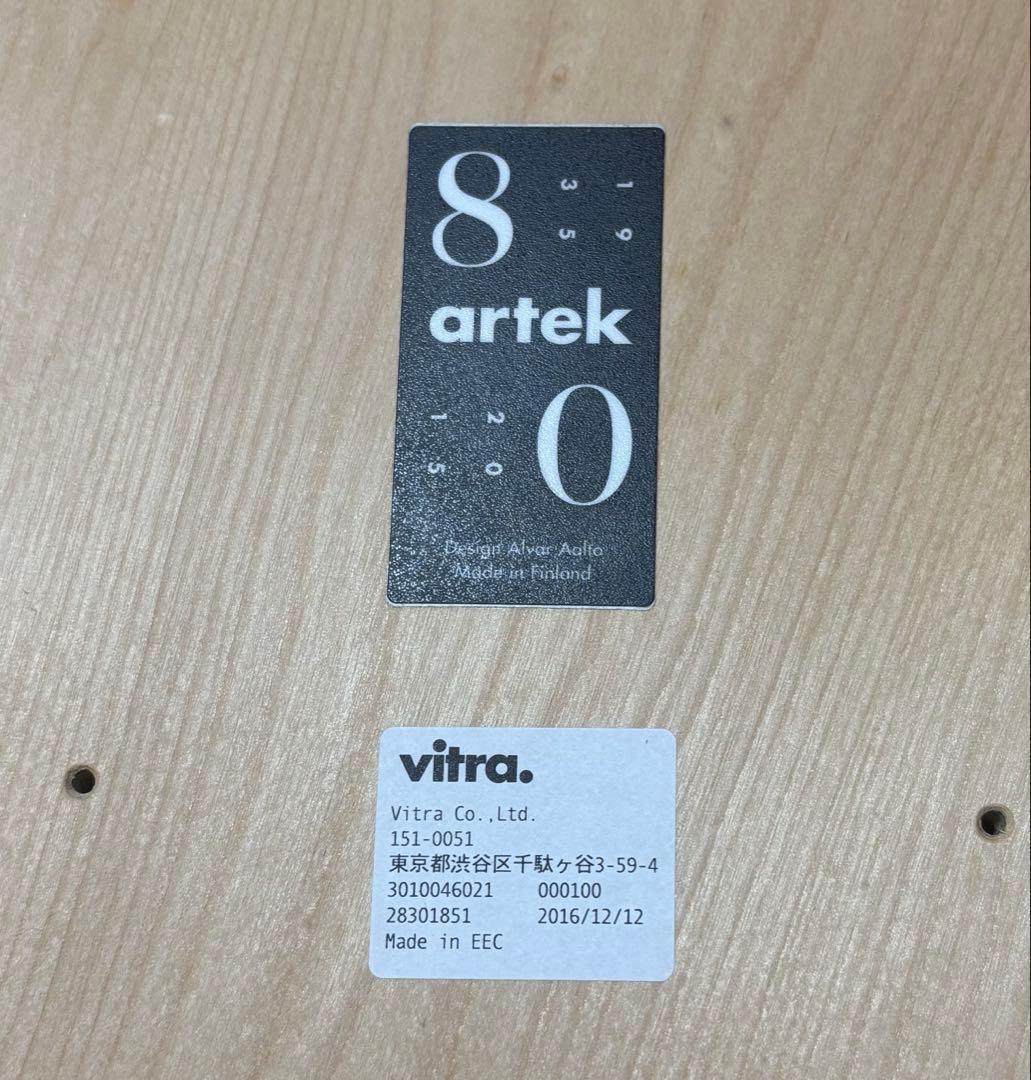 8
1 9
3 5
artek
2 0
1 5
0
Design Alvar Aalto
Made in Finland
vitra.
Vitra Co.,Ltd.
151-0051
東京都渋谷区千駄ヶ谷3-59-4
3010046021 000100
28301851 2016/12/12
Made in EEC